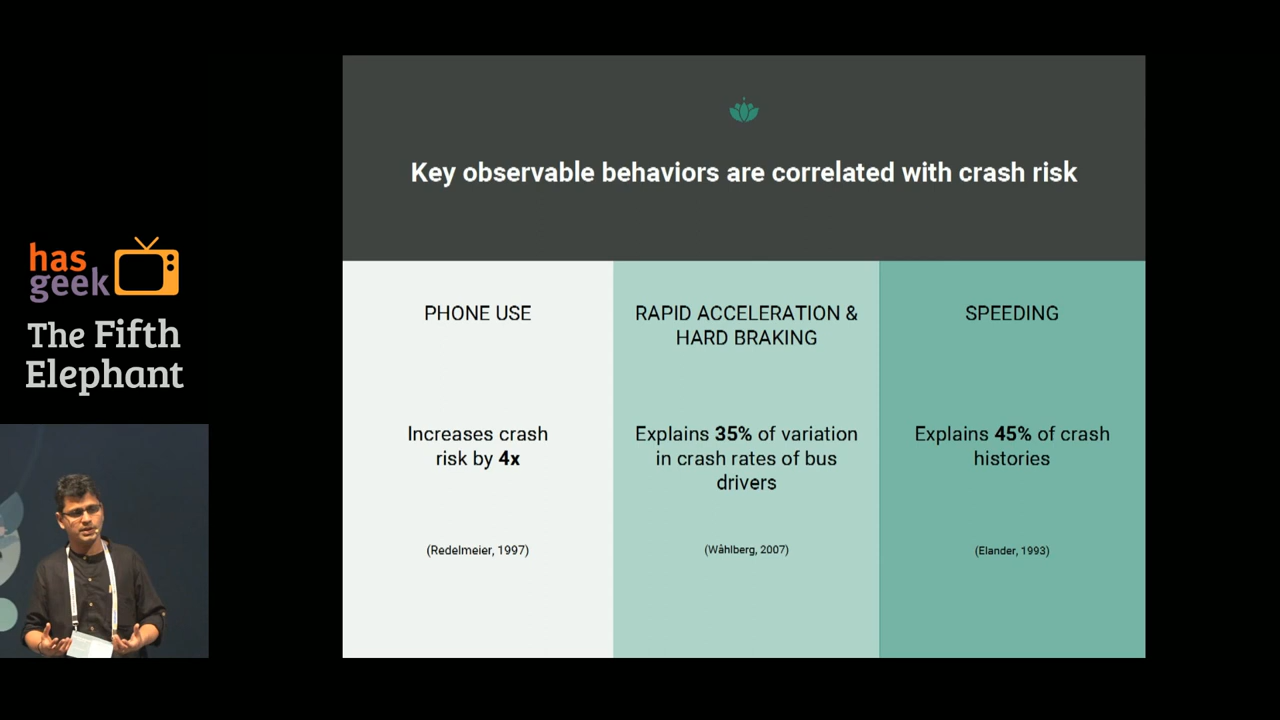 Key observable behaviors are correlated with crash risk
has
geek
The Fifth
Elephant
PHONE USE
Increases crash
risk by 4x
(Redelmeier, 1997)
RAPID ACCELERATION &
HARD BRAKING
Explains 35% of variation
in crash rates of bus
drivers
(Wåhlberg, 2007)
SPEEDING
Explains 45% of crash
histories
(Elander, 1993)